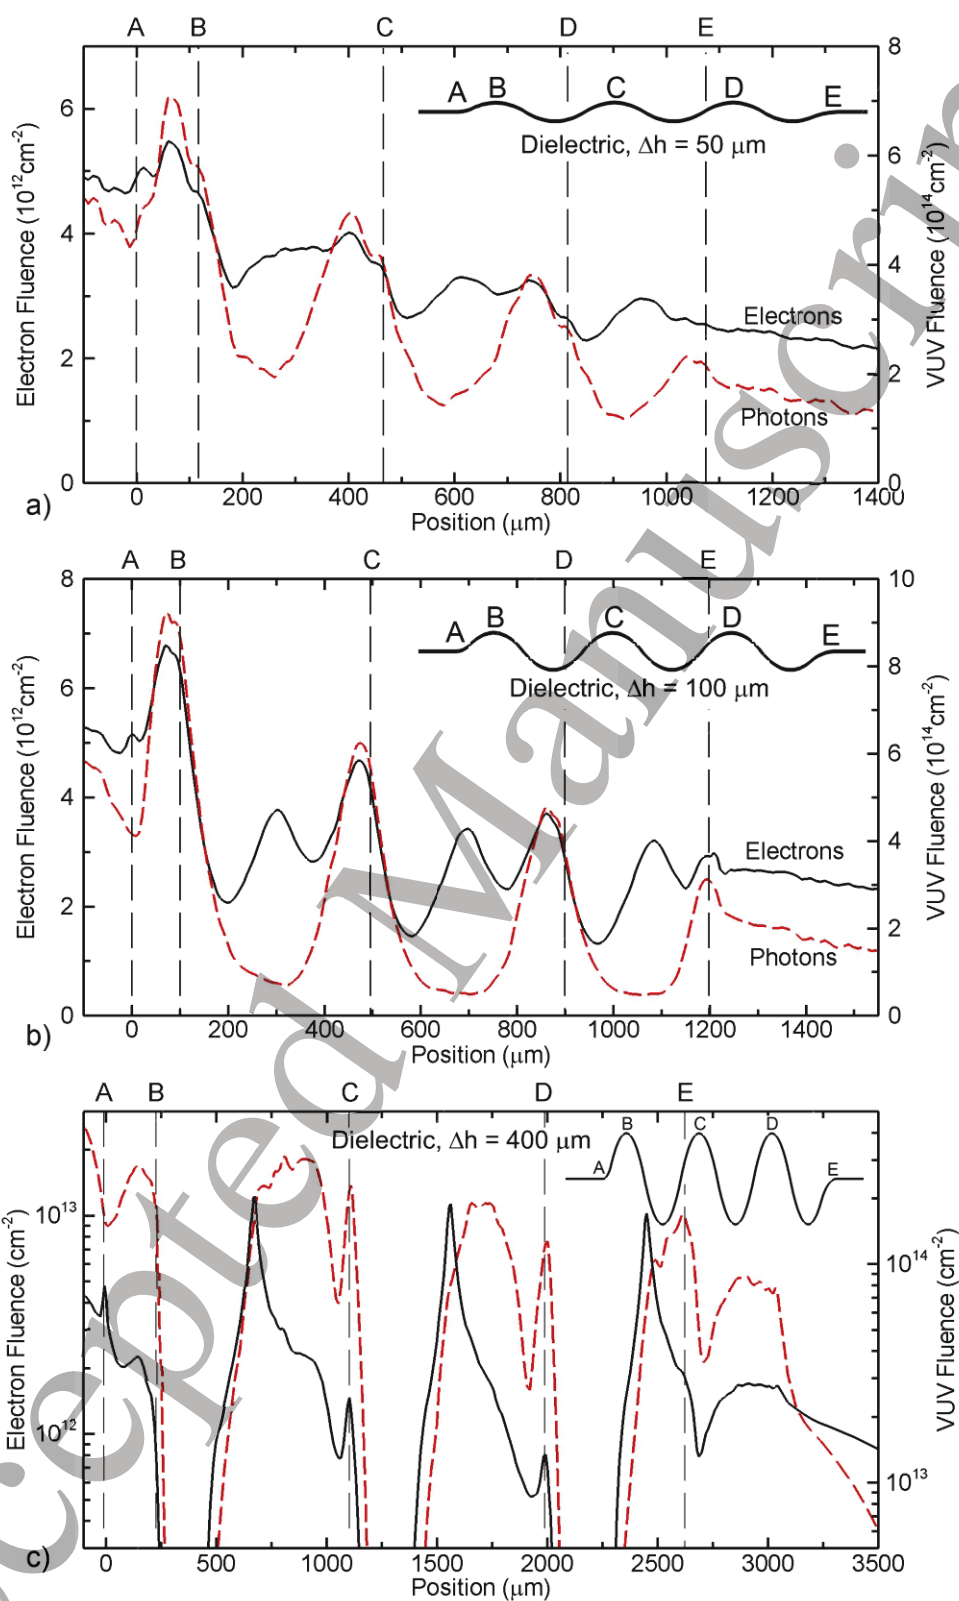 A B C D E
8
6
4
2
0
6
4
2
0
Electron Fluence (10¹²cm⁻²)
VUV Fluence (10¹⁴cm⁻²)
A B C D E
Dielectric, Δh = 50 μm
Electrons
Photons
0 200 400 600 800 1000 1200 1400
a)
Position (μm)
A B C D E
8
6
4
2
0
10
8
6
4
2
0
Electron Fluence (10¹²cm⁻²)
VUV Fluence (10¹⁴cm⁻²)
A B C D E
Dielectric, Δh = 100 μm
Electrons
Photons
0 200 400 600 800 1000 1200 1400
b)
Position (μm)
A B C D E
Dielectric, Δh = 400 μm
A B C D E
10¹³
10¹²
10¹⁴
10¹³
Electron Fluence (cm⁻²)
VUV Fluence (cm⁻²)
0 500 1000 1500 2000 2500 3000 3500
c)
Position (μm)
cepted Manuscrip